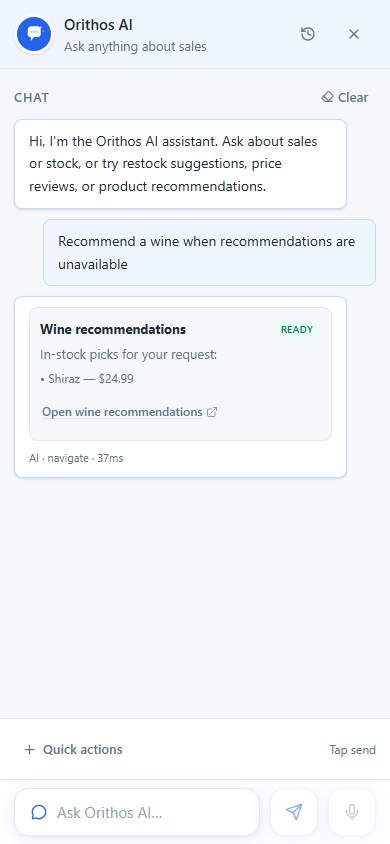 Orithos AI
Ask anything about sales
CHAT
Clear
Hi, I'm the Orithos AI assistant. Ask about sales
or stock, or try restock suggestions, price
reviews, or product recommendations.
Recommend a wine when recommendations are
unavailable
Wine recommendations READY
In-stock picks for your request:
• Shiraz — $24.99
Open wine recommendations
AI · navigate · 37ms
Quick actions
Tap send
Ask Orithos AI...